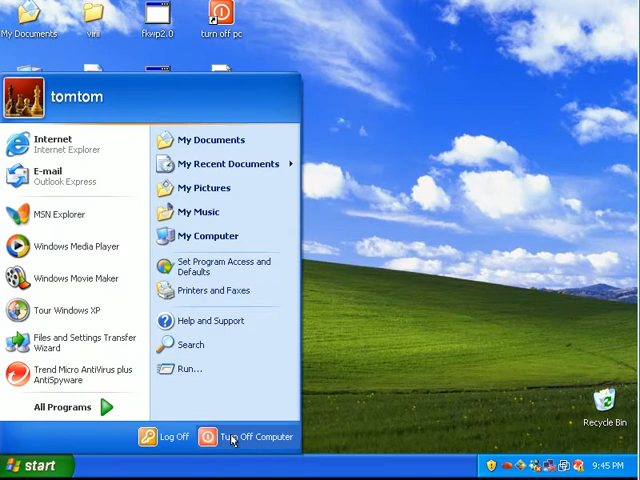 My Documents
viril
fkwp2.0
turn off pc
tomtom
Internet
Internet Explorer
E-mail
Outlook Express
MSN Explorer
Windows Media Player
Windows Movie Maker
Tour Windows XP
Files and Settings Transfer
Wizard
Trend Micro AntiVirus plus
AntiSpyware
All Programs
My Documents
My Recent Documents
My Pictures
My Music
My Computer
Set Program Access and
Defaults
Printers and Faxes
Help and Support
Search
Run...
Log Off
Turn Off Computer
Recycle Bin
start
9:45 PM